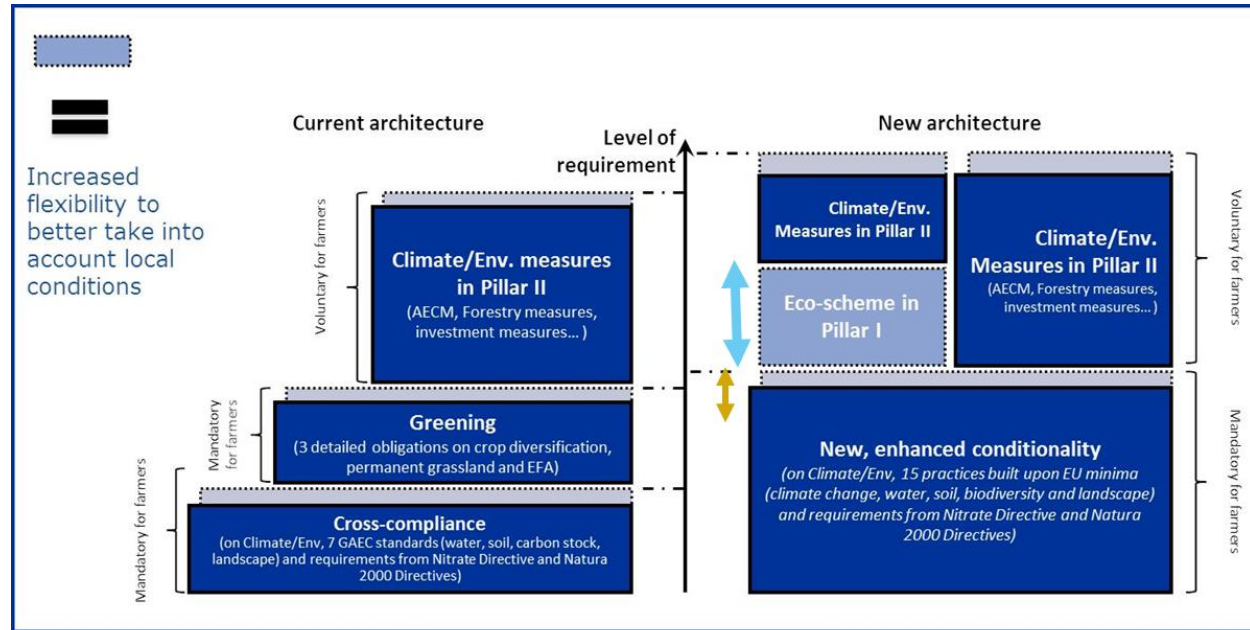 Increased
flexibility to
better take into
account local
conditions
Current architecture
Level of
requirement
New architecture
Voluntary for farmers
Climate/Env. measures
in Pillar II
(AECM, Forestry measures,
investment measures... )
Mandatory
for farmers
Greening
(3 detailed obligations on crop diversification,
permanent grassland and EFA)
Mandatory for farmers
Cross-compliance
(on Climate/Env, 7 GAEC standards (water, soil, carbon stock,
landscape) and requirements from Nitrate Directive and Natura
2000 Directives)
Climate/Env.
Measures in Pillar II
Eco-scheme in
Pillar I
Climate/Env.
Measures in Pillar II
(AECM, Forestry measures,
investment measures... )
Voluntary for farmers
New, enhanced conditionality
(on Climate/Env, 15 practices built upon EU minima
(climate change, water, soil, biodiversity and landscape)
and requirements from Nitrate Directive and Natura
2000 Directives)
Mandatory for farmers